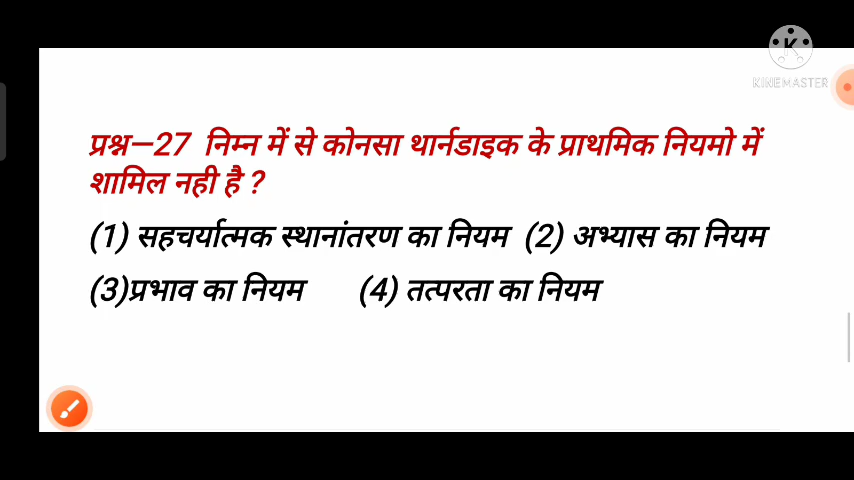 KINEMASTER
प्रश्न–27 निम्न में से कोनसा थार्नडाइक के प्राथमिक नियमो में
शामिल नही है ?
(1) सहचर्यात्मक स्थानांतरण का नियम (2) अभ्यास का नियम
(3)प्रभाव का नियम (4) तत्परता का नियम